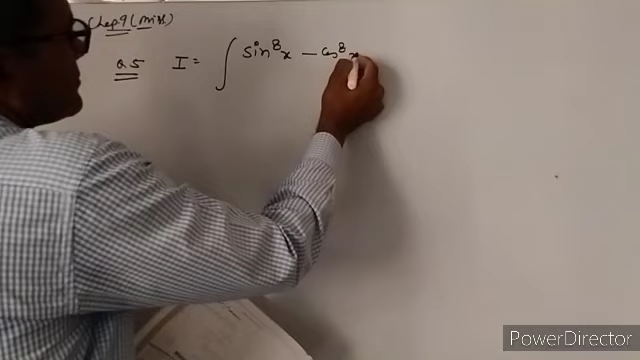 Chap 9 (Misc)
Q5 I = ∫ sin⁸x - cos⁸x
PowerDirector